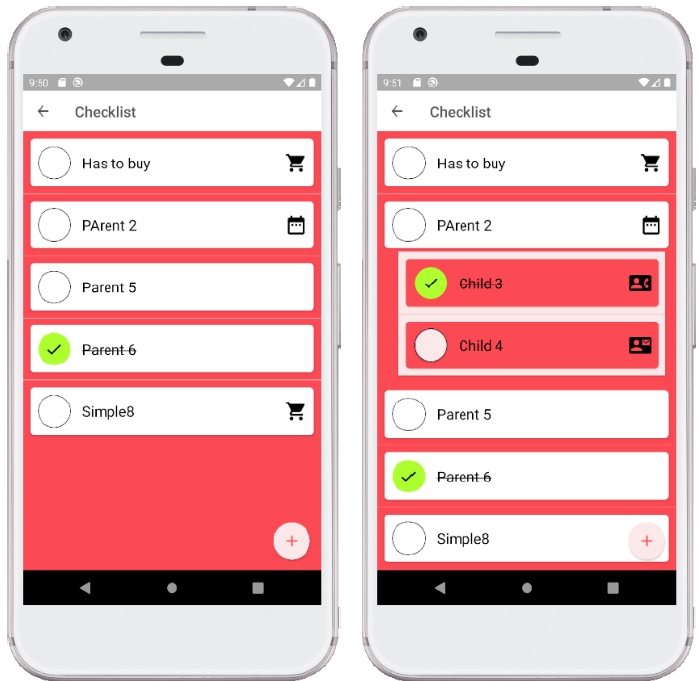 9:50
Checklist
Has to buy
PArent 2
Parent 5
Parent 6
Simple8
9:51
Checklist
Has to buy
PArent 2
Child 3
Child 4
Parent 5
Parent 6
Simple8